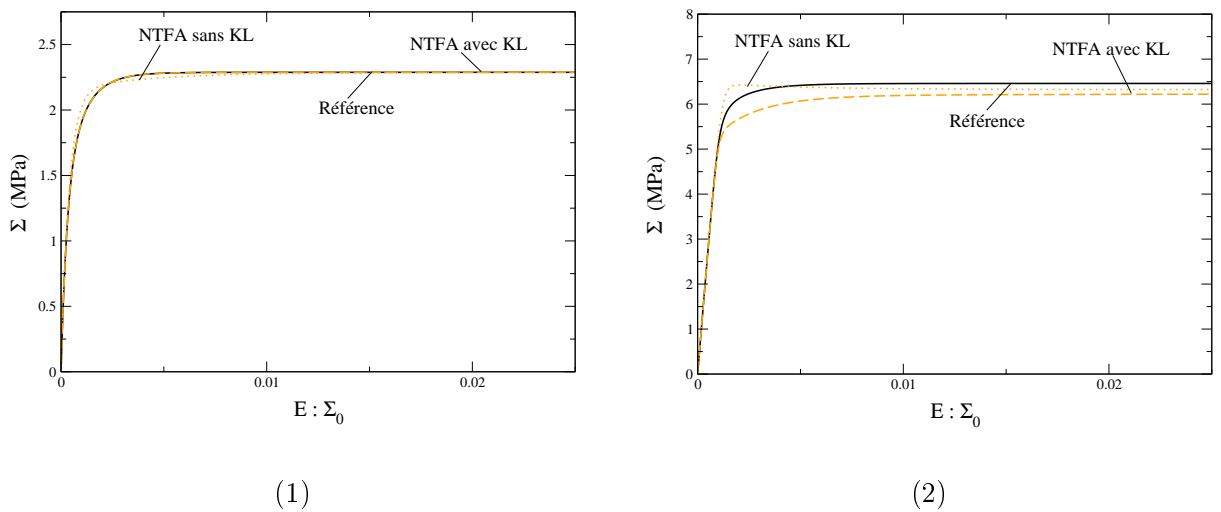 2.5
2
1.5
1
0.5
0
0
0.01
0.02
Σ (MPa)
E : Σ0
NTFA sans KL
NTFA avec KL
Référence
(1)
8
7
6
5
4
3
2
1
0
0
0.01
0.02
Σ (MPa)
E : Σ0
NTFA sans KL
NTFA avec KL
Référence
(2)